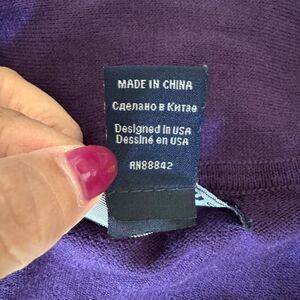 MADE IN CHINA
Сделано в Китае
Designed in USA
Dessiné en USA
RN88842